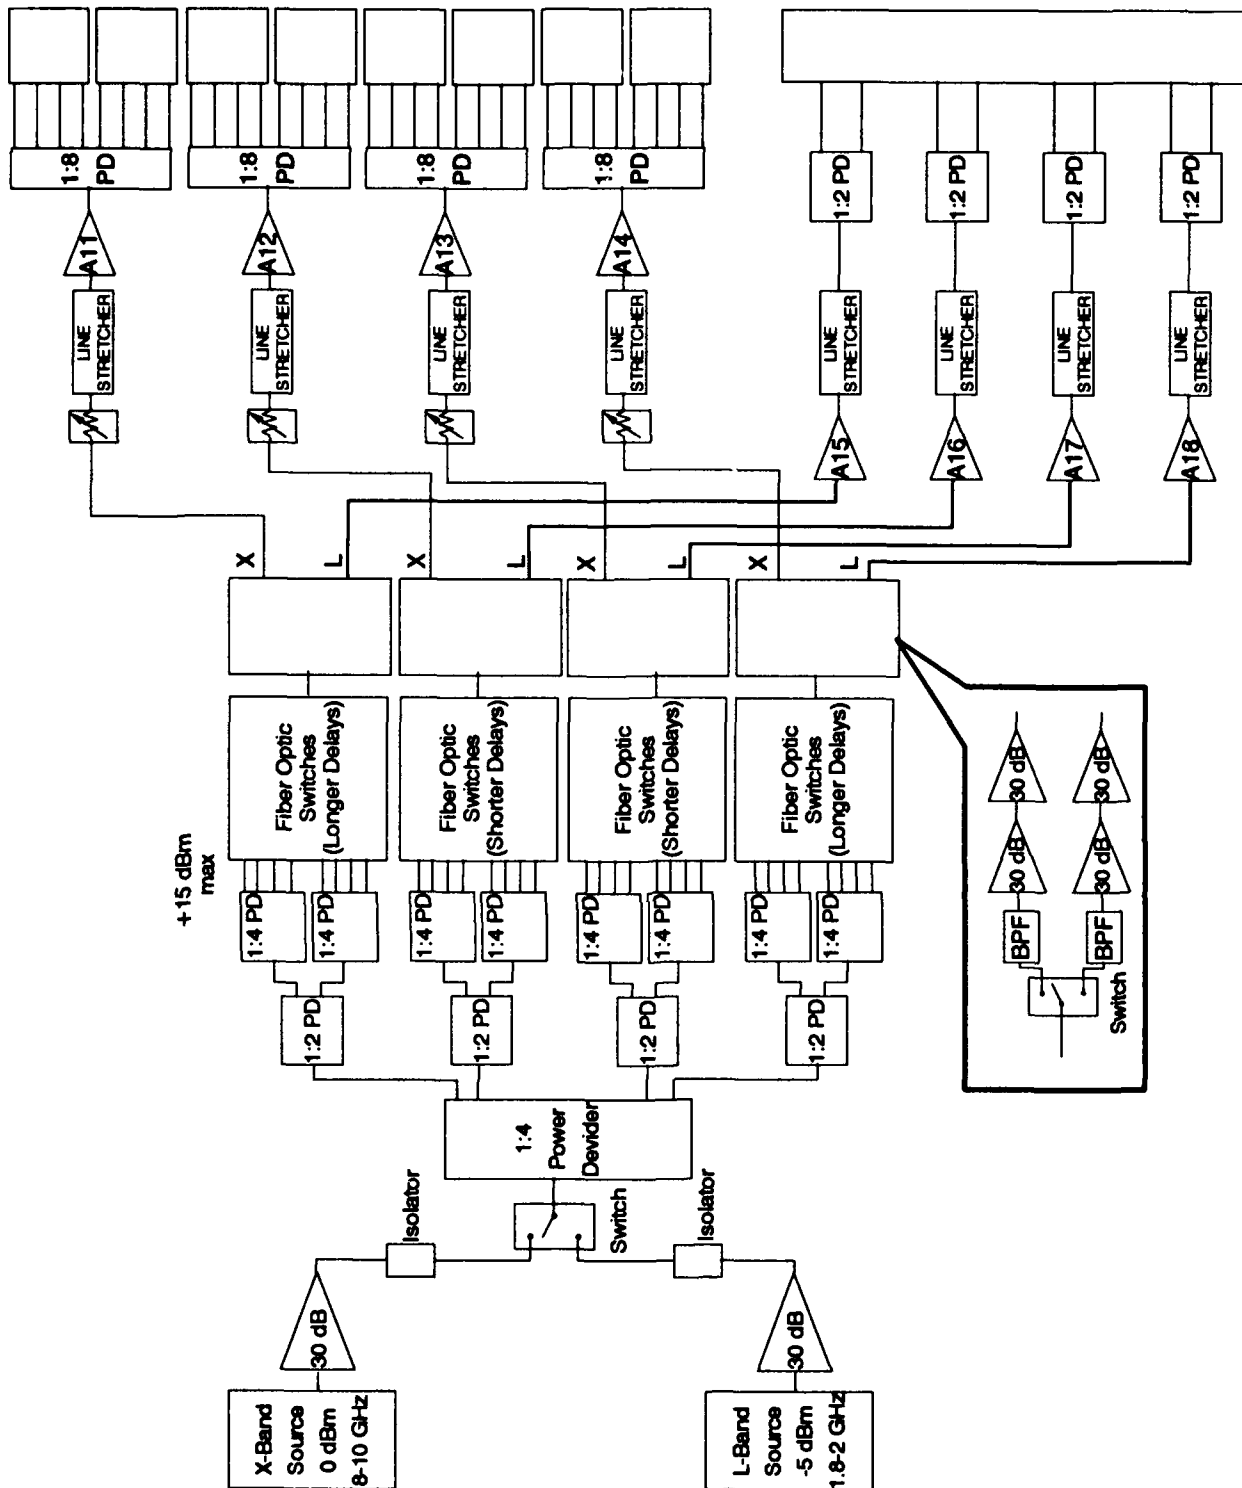 X-Band
Source
0 dBm
8-10 GHz
30 dB
Isolator
L-Band
Source
-5 dBm
1.8-2 GHz
30 dB
Isolator
Switch
1:4
Power
Devider
1:2 PD
1:2 PD
1:2 PD
1:2 PD
1:4 PD
1:4 PD
1:4 PD
1:4 PD
1:4 PD
1:4 PD
1:4 PD
1:4 PD
+15 dBm
max
Fiber Optic
Switches
(Longer Delays)
Fiber Optic
Switches
(Shorter Delays)
Fiber Optic
Switches
(Shorter Delays)
Fiber Optic
Switches
(Longer Delays)
X
L
X
L
X
L
X
L
Switch
BPF
30 dB
30 dB
BPF
30 dB
30 dB
LINE
STRETCHER
A11
1:8
PD
LINE
STRETCHER
A12
1:8
PD
LINE
STRETCHER
A13
1:8
PD
LINE
STRETCHER
A14
1:8
PD
A15
LINE
STRETCHER
1:2 PD
A16
LINE
STRETCHER
1:2 PD
A17
LINE
STRETCHER
1:2 PD
A18
LINE
STRETCHER
1:2 PD